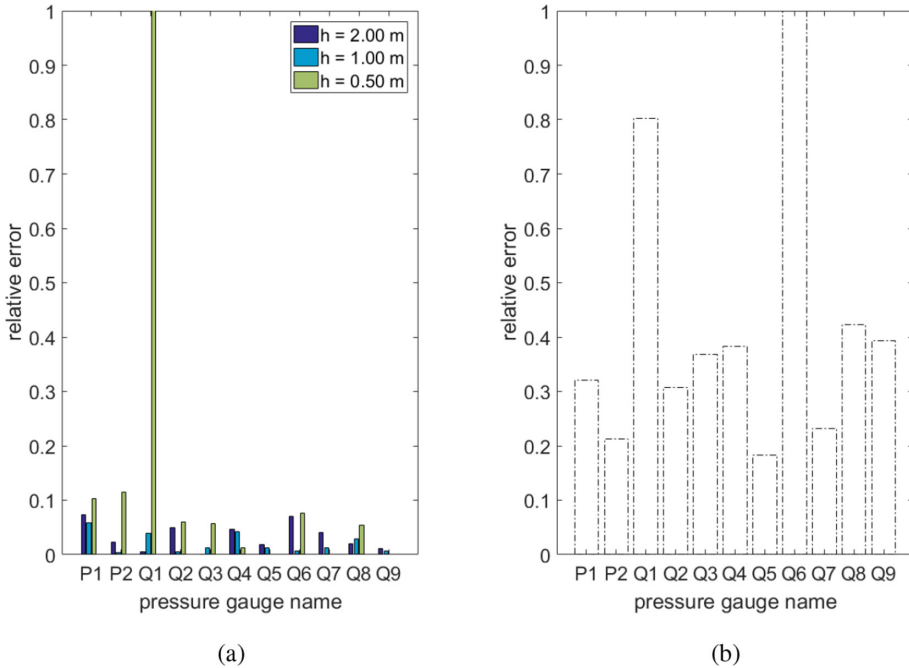 relative error
1
0.9
0.8
0.7
0.6
0.5
0.4
0.3
0.2
0.1
0
h = 2.00 m
h = 1.00 m
h = 0.50 m
P1 P2 Q1 Q2 Q3 Q4 Q5 Q6 Q7 Q8 Q9
pressure gauge name
(a)
relative error
1
0.9
0.8
0.7
0.6
0.5
0.4
0.3
0.2
0.1
0
P1 P2 Q1 Q2 Q3 Q4 Q5 Q6 Q7 Q8 Q9
pressure gauge name
(b)